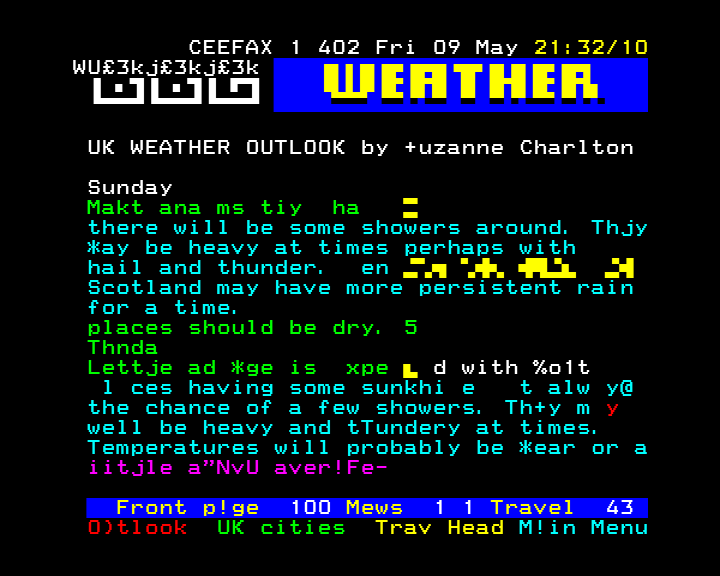 CEEFAX 1 402 Fri 09 May 21:32/10
WU£3kj£3kj£3k
WEATHER
UK WEATHER OUTLOOK by +uzanne Charlton
Sunday
Makt ana ms tiy ha
there will be some showers around. Thjy
*ay be heavy at times perhaps with
hail and thunder. en
Scotland may have more persistent rain
for a time.
places should be dry. 5
Thnda
Lettje ad *ge is xpe d with %o1t
l ces having some sunkhi e t alw y@
the chance of a few showers. Th+y m y
well be heavy and tTundery at times.
Temperatures will probably be *ear or a
iitjle a"NvU aver!Fe-
Front p!ge 100 Mews 1 1 Travel 43
O)tlook UK cities Trav Head M!in Menu